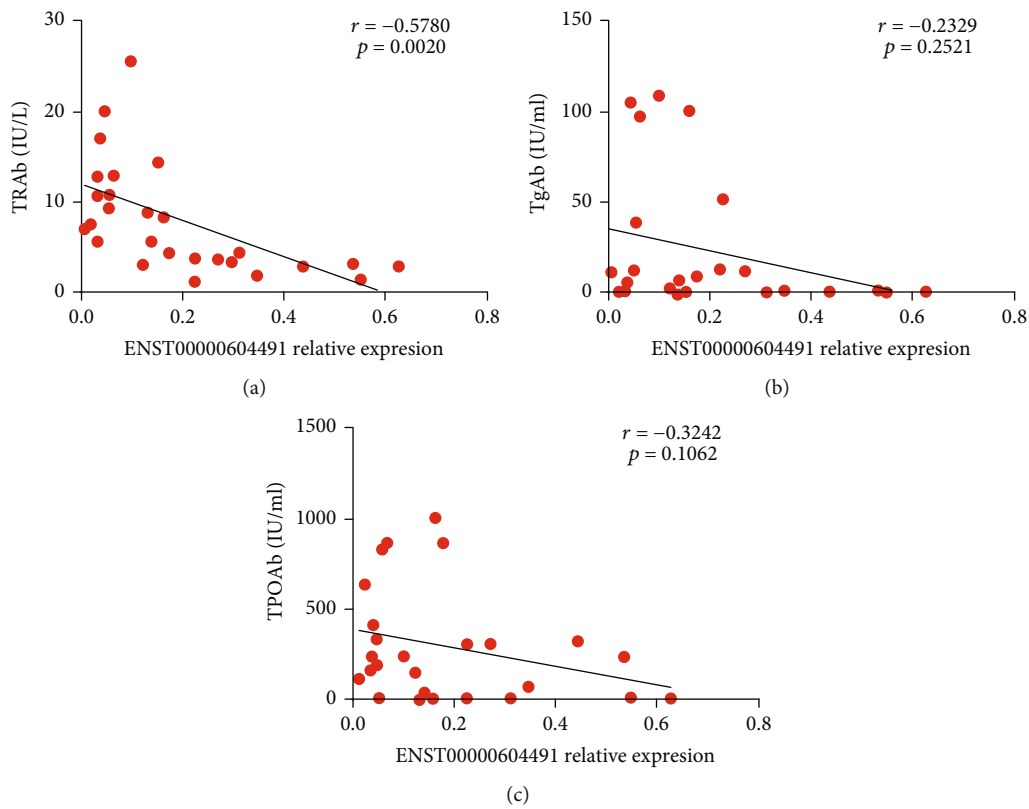 r = −0.5780
p = 0.0020
30
20
10
0
TRAb (IU/L)
0.0 0.2 0.4 0.6 0.8
ENST00000604491 relative expresion
(a)
r = −0.2329
p = 0.2521
150
100
50
0
TgAb (IU/ml)
0.0 0.2 0.4 0.6 0.8
ENST00000604491 relative expresion
(b)
r = −0.3242
p = 0.1062
1500
1000
500
0
TPOAb (IU/ml)
0.0 0.2 0.4 0.6 0.8
ENST00000604491 relative expresion
(c)